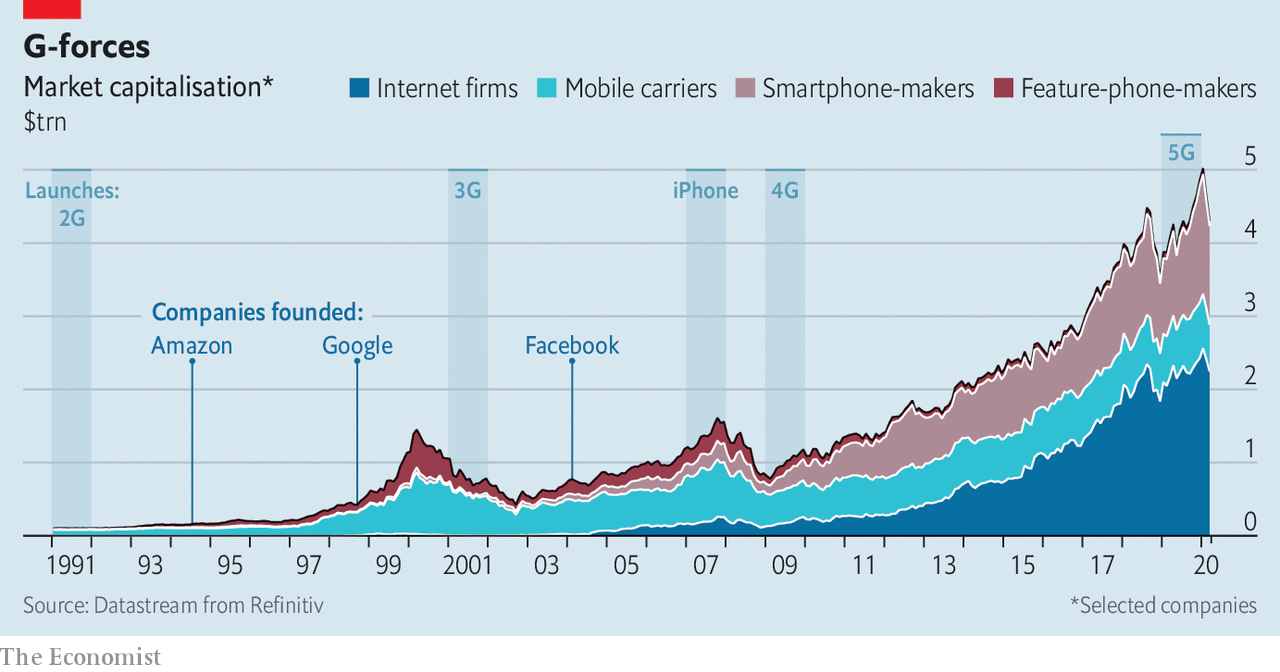 G-forces
Market capitalisation*
$trn
Internet firms
Mobile carriers
Smartphone-makers
Feature-phone-makers
5
4
3
2
1
0
Launches:
2G
3G
iPhone
4G
5G
Companies founded:
Amazon
Google
Facebook
1991 93 95 97 99 2001 03 05 07 09 11 13 15 17 20
Source: Datastream from Refinitiv
*Selected companies
The Economist